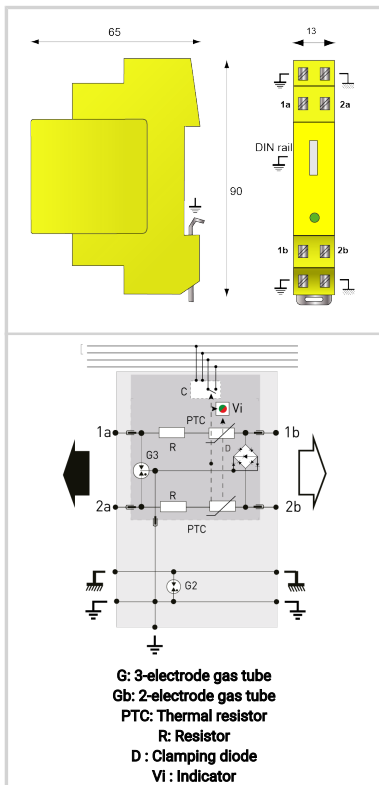 65
13
1a
2a
DIN rail
90
1b
2b
C
Vi
PTC
1a
1b
R
D
G3
R
2a
2b
PTC
G2
G: 3-electrode gas tube
Gb: 2-electrode gas tube
PTC: Thermal resistor
R: Resistor
D : Clamping diode
Vi : Indicator